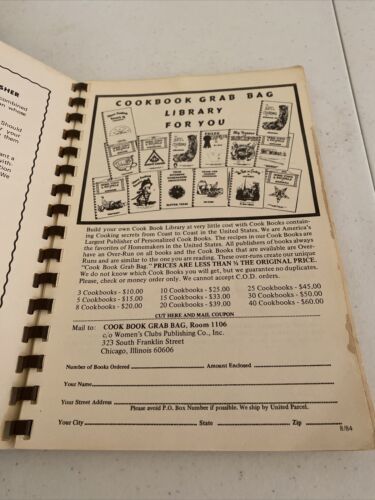 SHER
combined
on whose
Should
y your
them
ant a
with-
tion
We
COOKBOOK GRAB BAG
LIBRARY
FOR YOU
Build your own Cook Book Library at very little cost with Cook Books contain-
ing Cooking secrets from Coast to Coast in the United States. We are America's
Largest Publisher of Personalized Cook Books. The recipes in our Cook Books are
the favorites of Homemakers in the United States. All publishers of books always
have an Over-Run on all books and the Cook Books that are available are Over-
Runs and are similar to the one you are reading. These over-runs create our unique
"Cook Book Grab Bag." PRICES ARE LESS THAN ½ THE ORIGINAL PRICE.
We do not know which Cook Books you will get, but we guarantee no duplicates.
Please, check or money order only. We cannot accept C.O.D. orders.
3 Cookbooks - $10.00 10 Cookbooks - $25.00 25 Cookbooks - $45.00
5 Cookbooks - $15.00 15 Cookbooks - $33.00 30 Cookbooks - $50.00
8 Cookbooks - $20.00 20 Cookbooks - $39.00 40 Cookbooks - $60.00
CUT HERE AND MAIL COUPON
Mail to: COOK BOOK GRAB BAG, Room 1106
c/o Women's Clubs Publishing Co., Inc.
323 South Franklin Street
Chicago, Illinois 60606
Number of Books Ordered Amount Enclosed
Your Name
Your Street Address
Please avoid P.O. Box Number if possible. We ship by United Parcel.
Your City State Zip
8/84